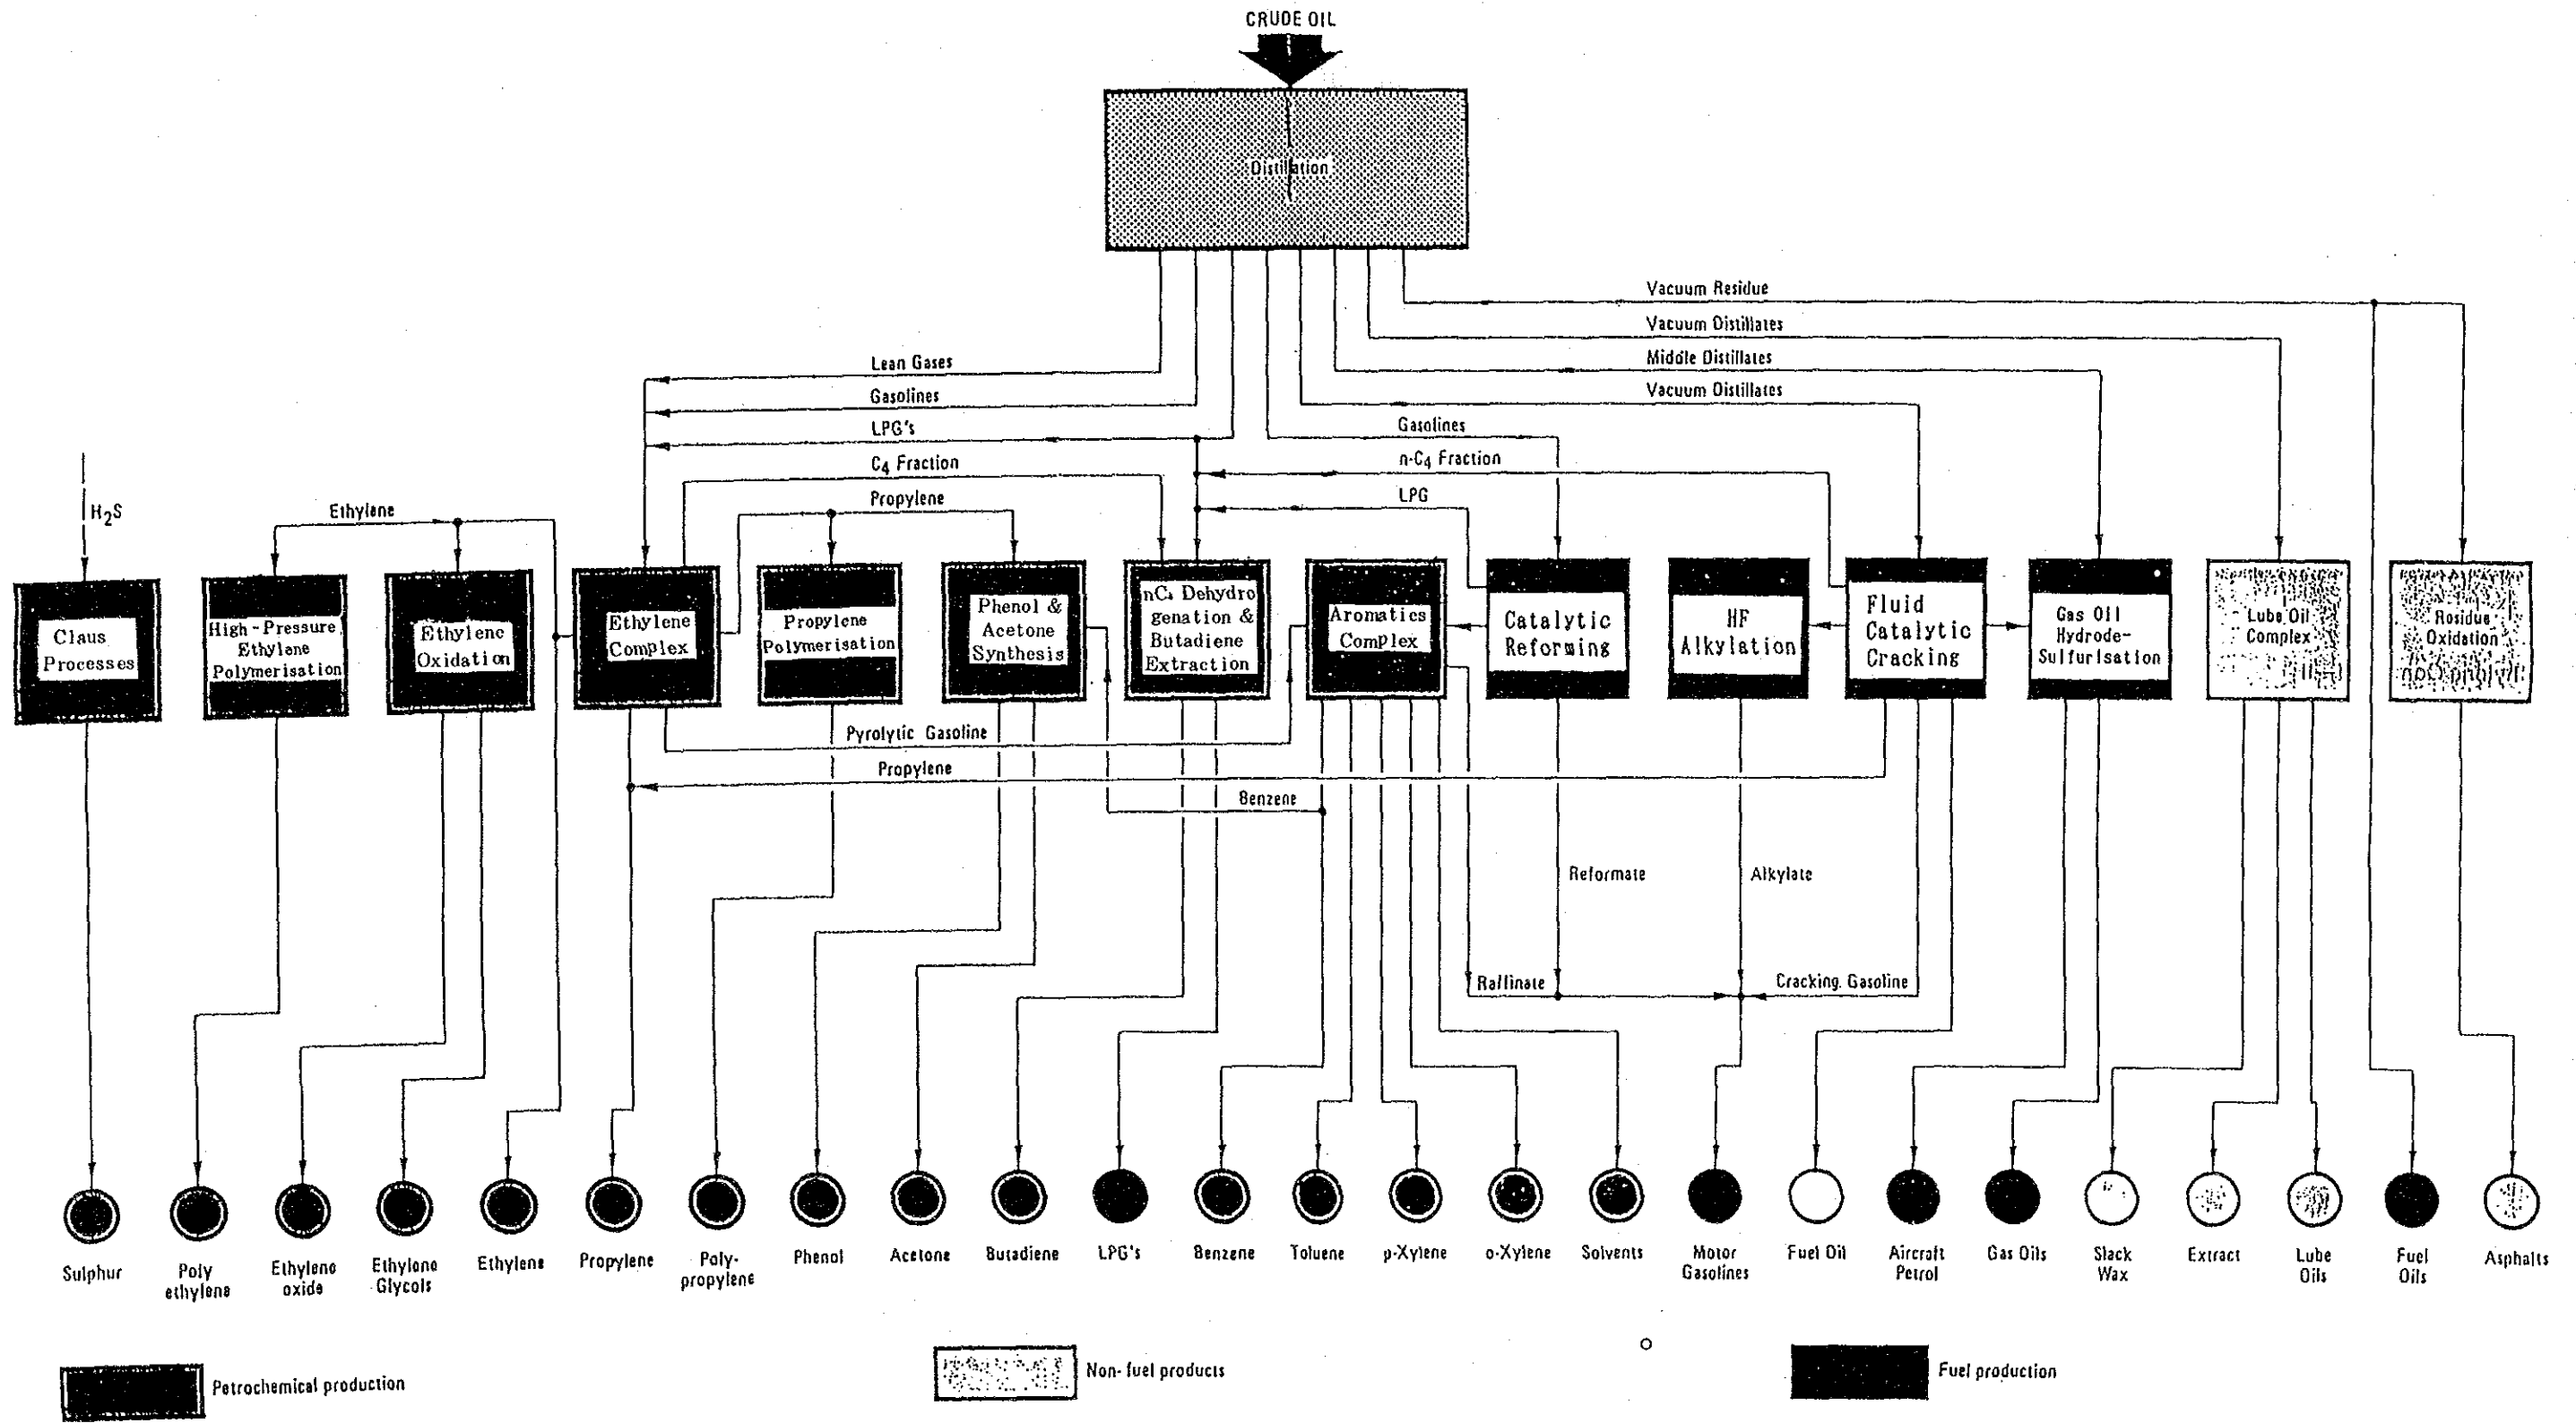 CRUDE OIL
Distillation
Vacuum Residue
Vacuum Distillates
Middle Distillates
Vacuum Distillates
Lean Gases
Gasolines
LPG's
Gasolines
C4 Fraction
n-C4 Fraction
Propylene
LPG
H2S
Ethylene
Claus
Processes
High-Pressure
Ethylene
Polymerisation
Ethylene
Oxidation
Ethylene
Complex
Propylene
Polymerisation
Phenol &
Acetone
Synthesis
nC4 Dehydro
genation &
Butadiene
Extraction
Aromatics
Complex
Catalytic
Reforming
HF
Alkylation
Fluid
Catalytic
Cracking
Gas Oil
Hydrode-
Sulfurisation
Lube Oil
Complex
Residue
Oxidation
Pyrolytic Gasoline
Propylene
Benzene
Reformate
Alkylate
Raffinate
Cracking Gasoline
Sulphur
Poly
ethylene
Ethylene
oxide
Ethylene
Glycols
Ethylene
Propylene
Poly-
propylene
Phenol
Acetone
Butadiene
LPG's
Benzene
Toluene
p-Xylene
o-Xylene
Solvents
Motor
Gasolines
Fuel Oil
Aircraft
Petrol
Gas Oils
Slack
Wax
Extract
Lube
Oils
Fuel
Oils
Asphalts
Petrochemical production
Non-fuel products
Fuel production